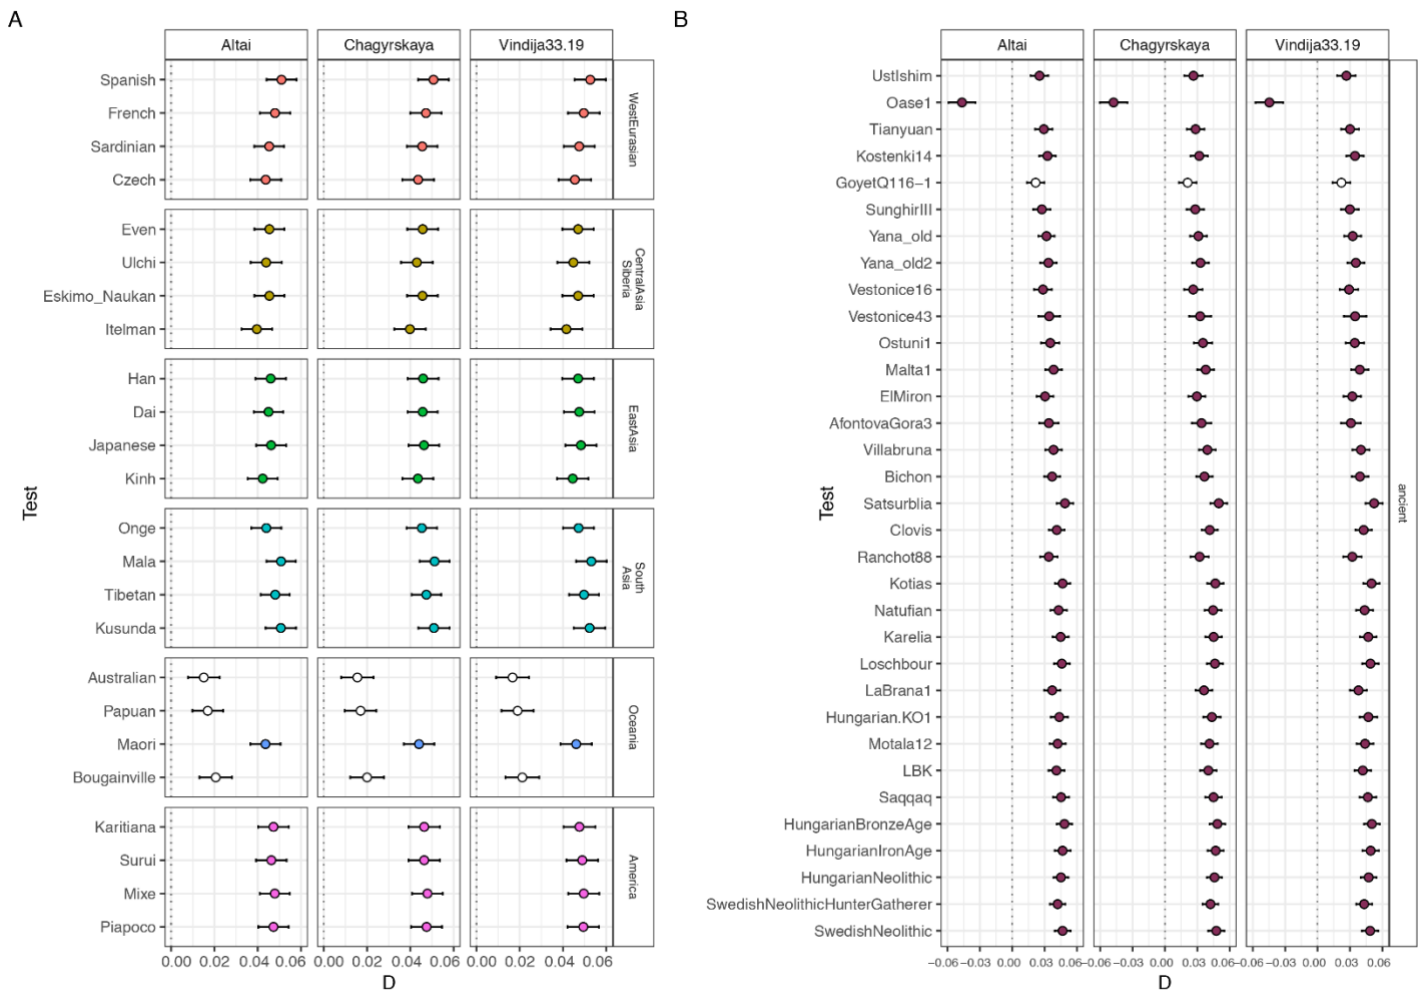 A
Altai
Chagyrskaya
Vindija33.19
Test
Spanish
French
Sardinian
Czech
WestEurasian
Even
Ulchi
Eskimo_Naukan
Itelman
CentralAsia
Siberia
Han
Dai
Japanese
Kinh
EastAsia
Onge
Mala
Tibetan
Kusunda
South
Asia
Australian
Papuan
Maori
Bougainville
Oceania
Karitiana
Surui
Mixe
Piapoco
America
0.00 0.02 0.04 0.06 0.00 0.02 0.04 0.06 0.00 0.02 0.04 0.06
D
B
Altai
Chagyrskaya
Vindija33.19
Test
UstIshim
Oase1
Tianyuan
Kostenki14
GoyetQ116−1
SunghirIII
Yana_old
Yana_old2
Vestonice16
Vestonice43
Ostuni1
Malta1
ElMiron
AfontovaGora3
Villabruna
Bichon
Satsurblia
Clovis
Ranchot88
Kotias
Natufian
Karelia
Loschbour
LaBrana1
Hungarian.KO1
Motala12
LBK
Saqqaq
HungarianBronzeAge
HungarianIronAge
HungarianNeolithic
SwedishNeolithicHunterGatherer
SwedishNeolithic
ancient
−0.06 −0.03 0.00 0.03 0.06 −0.06 −0.03 0.00 0.03 0.06 −0.06 −0.03 0.00 0.03 0.06
D